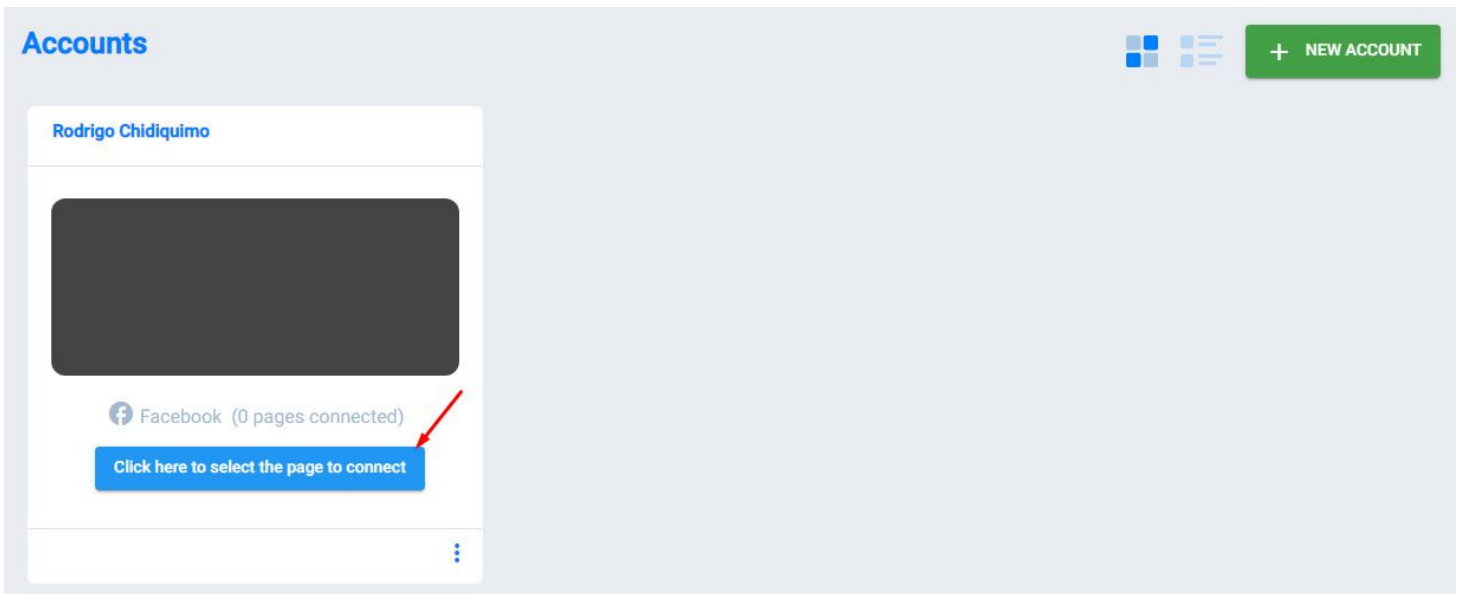 Accounts
+ NEW ACCOUNT
Rodrigo Chidiquimo
Facebook (0 pages connected)
Click here to select the page to connect